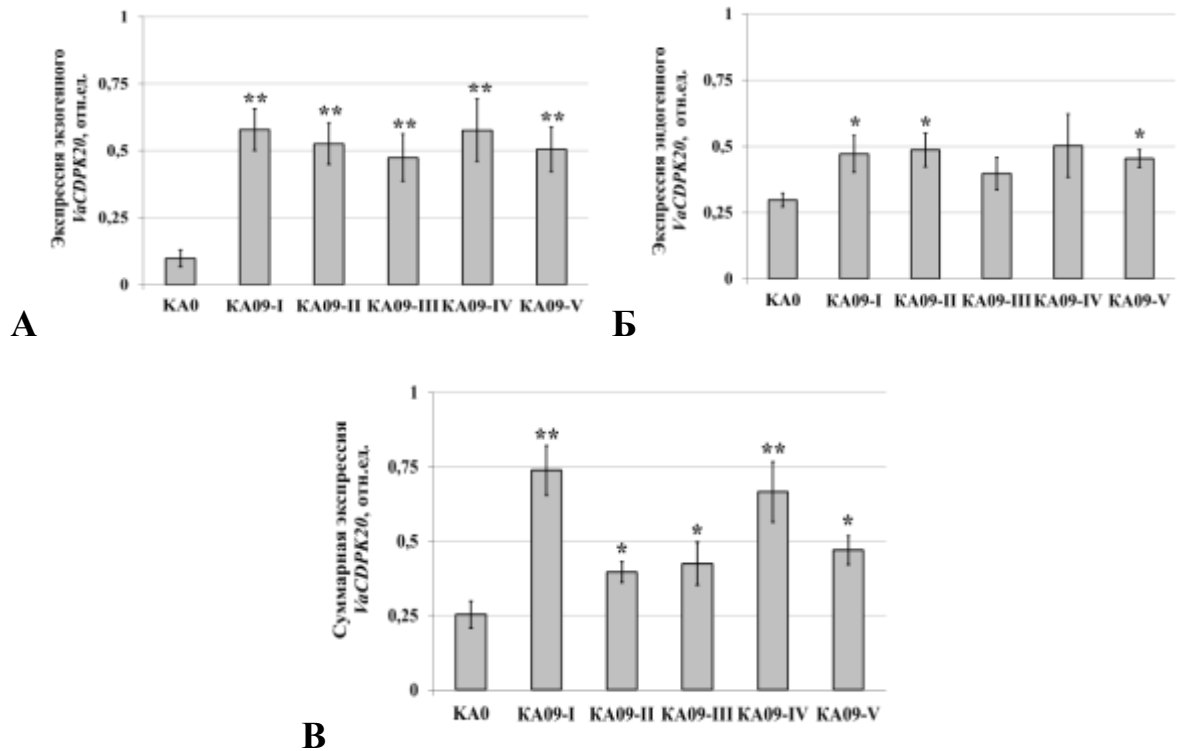 Экспрессия экзогенного
VaCDPK20, отн.ед.
1
0,75
0,5
0,25
0
** ** ** ** **
KA0 KA09-I KA09-II KA09-III KA09-IV KA09-V
А
Экспрессия эндогенного
VaCDPK20, отн.ед.
1
0,75
0,5
0,25
0
* * *
KA0 KA09-I KA09-II KA09-III KA09-IV KA09-V
Б
Суммарная экспрессия
VaCDPK20, отн.ед.
1
0,75
0,5
0,25
0
** * * ** *
KA0 KA09-I KA09-II KA09-III KA09-IV KA09-V
В